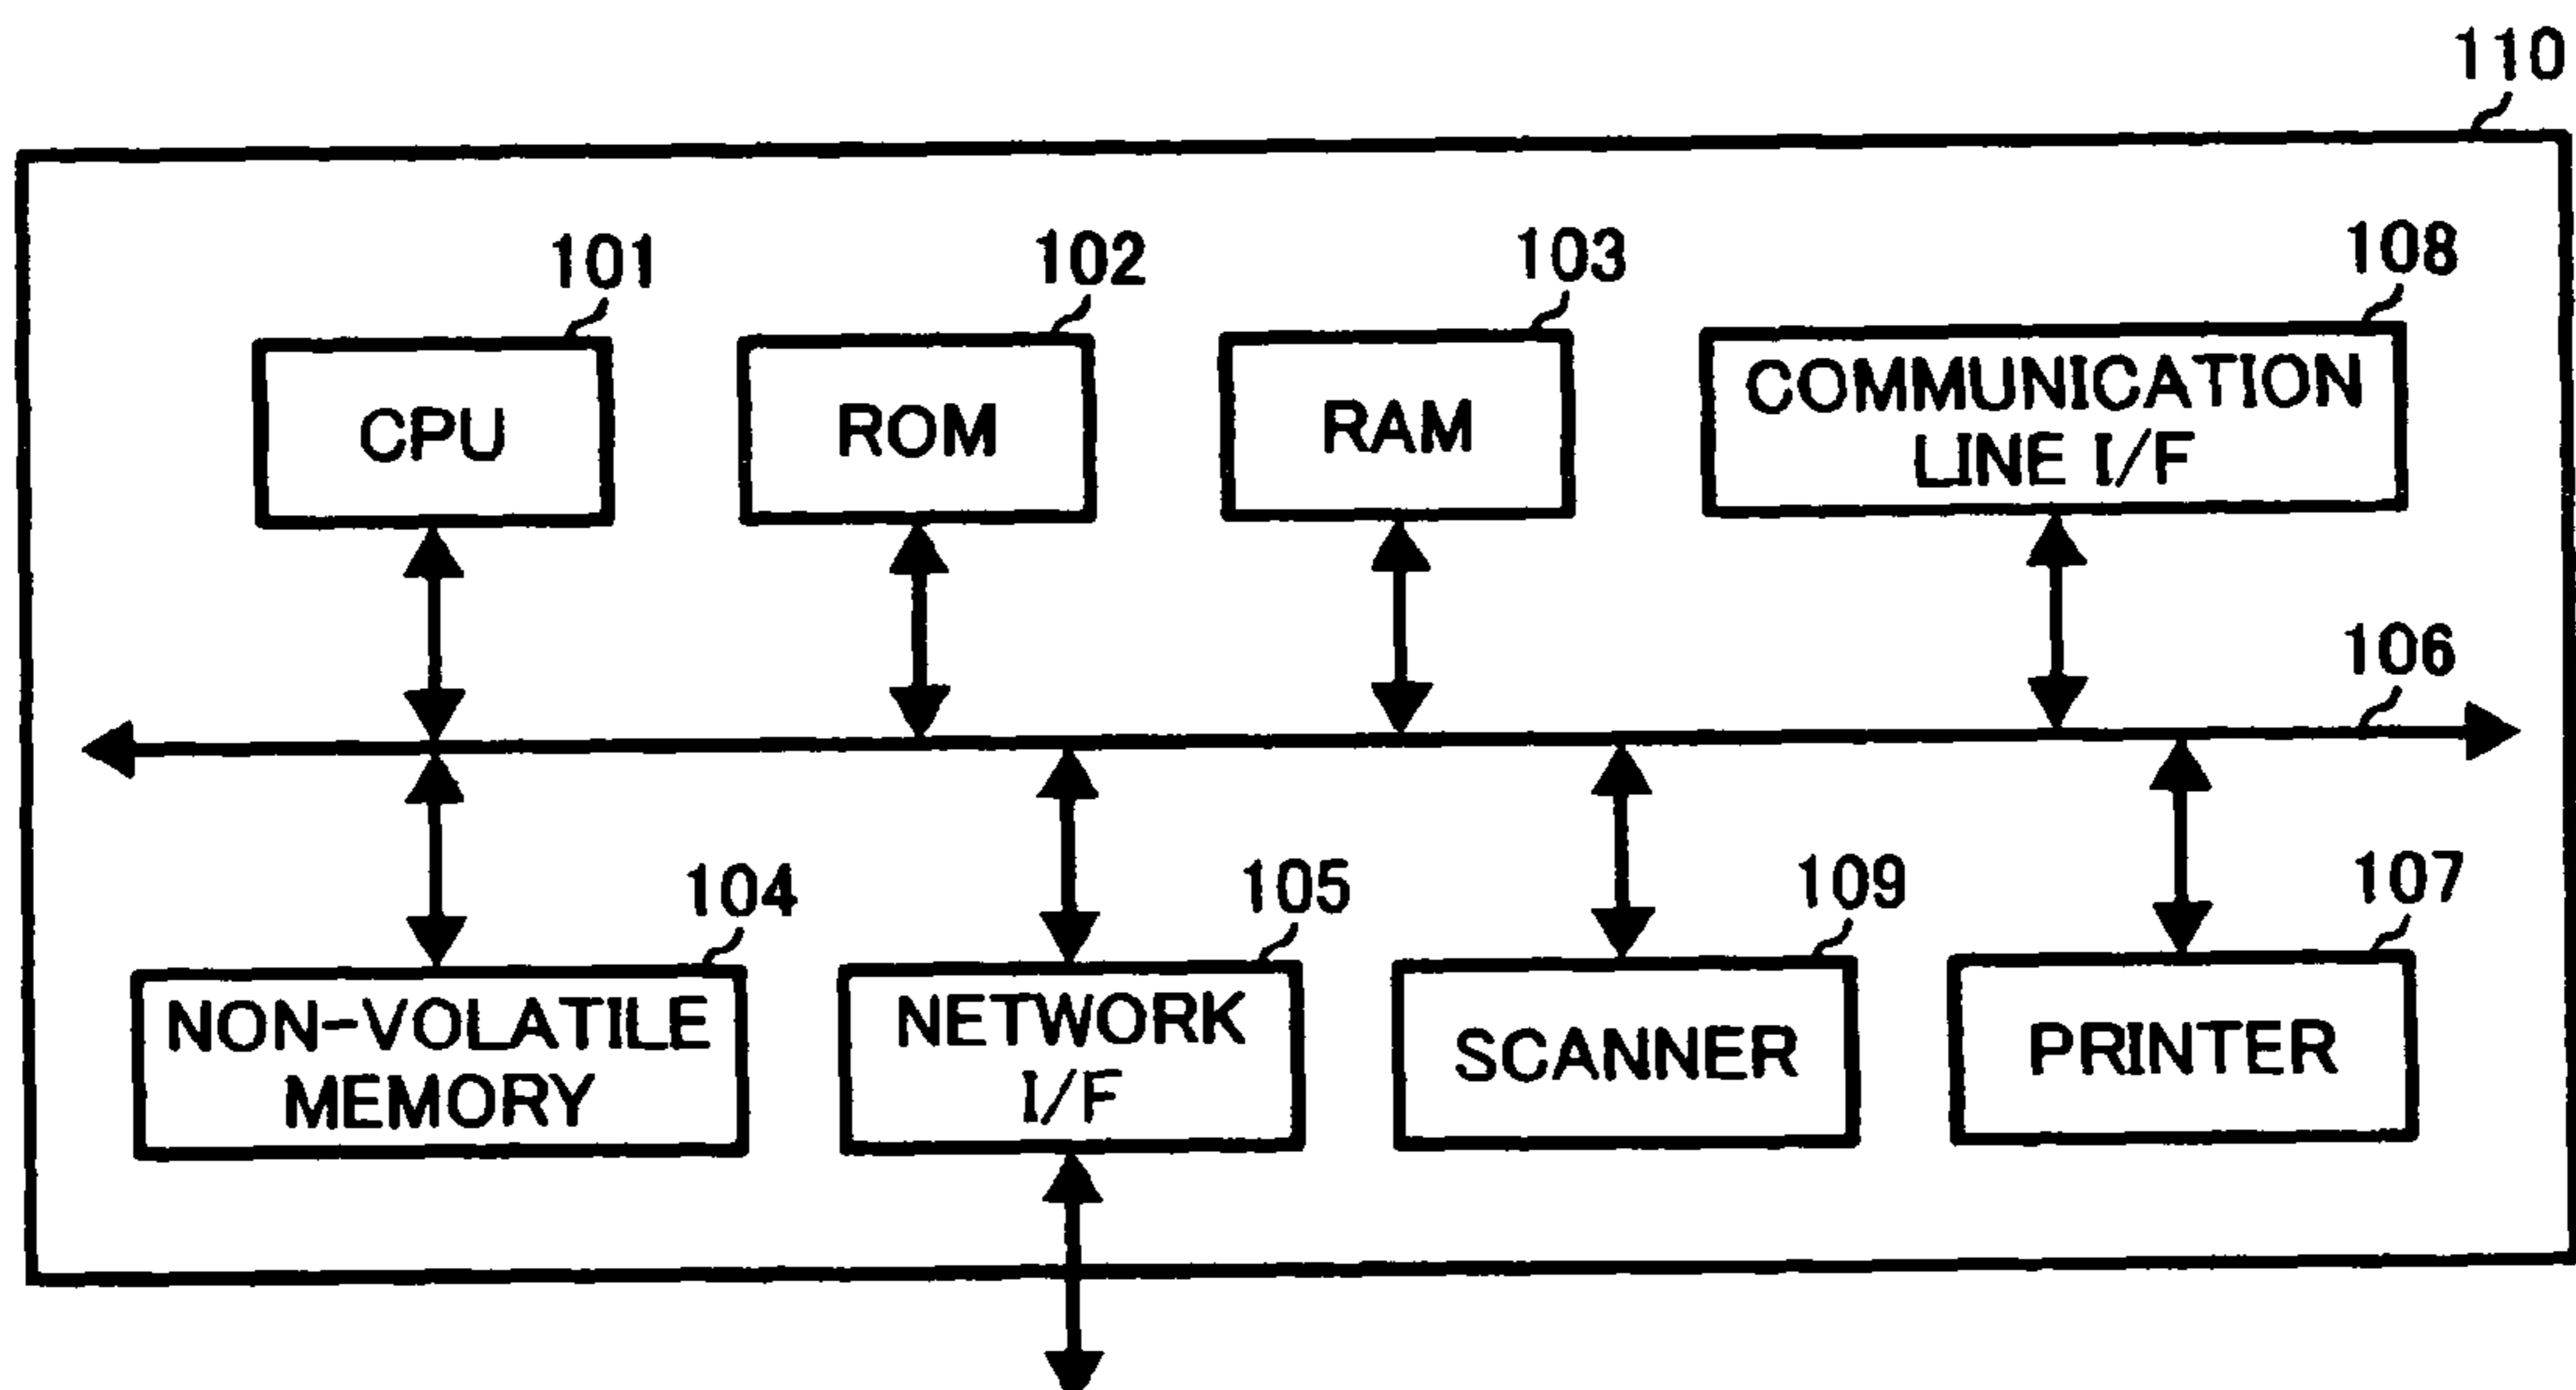 110
101
102
103
108
CPU
ROM
RAM
COMMUNICATION
LINE I/F
106
104
105
109
107
NON-VOLATILE
MEMORY
NETWORK
I/F
SCANNER
PRINTER